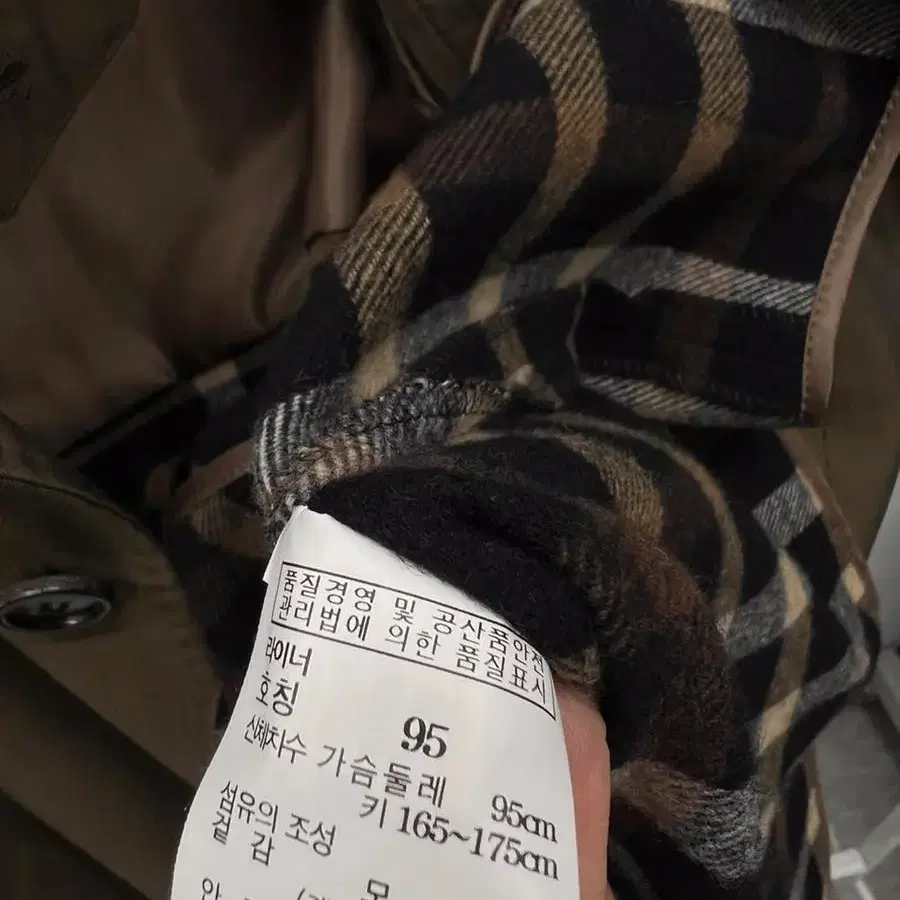 품질경영 및 공산품안전
관리법에 의한 품질표시
라이너
호칭 95
신체치수 가슴둘레 95cm
키 165~175cm
섬유의 조성
겉감 모